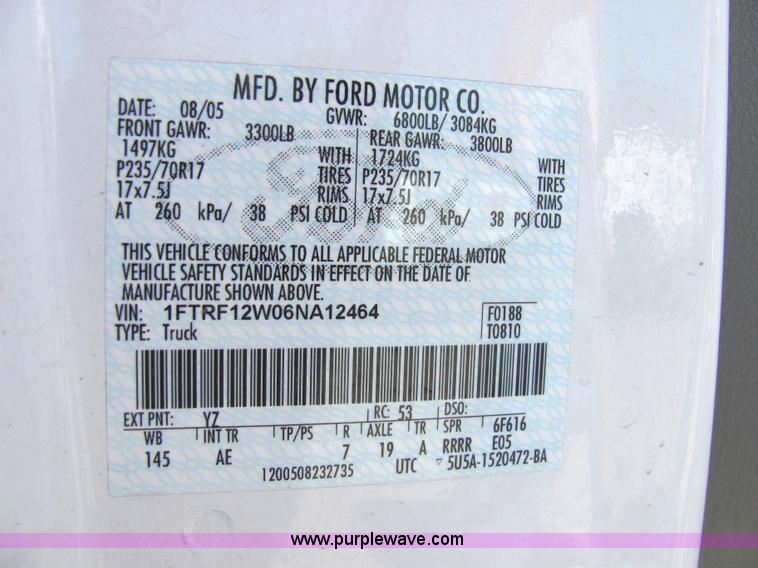 MFD. BY FORD MOTOR CO.
DATE: 08/05 GVWR: 6800LB/ 3084KG
FRONT GAWR: 3300LB REAR GAWR: 3800LB
1497KG WITH 1724KG WITH
P235/70R17 TIRES P235/70R17 TIRES
17x7.5J RIMS 17x7.5J RIMS
AT 260 kPa/ 38 PSI COLD AT 260 kPa/ 38 PSI COLD
THIS VEHICLE CONFORMS TO ALL APPLICABLE FEDERAL MOTOR
VEHICLE SAFETY STANDARDS IN EFFECT ON THE DATE OF
MANUFACTURE SHOWN ABOVE.
VIN: 1FTRF12W06NA12464 F0188
TYPE: Truck T0810
EXT PNT: YZ RC: 53 DSO:
WB INT TR TP/PS R AXLE TR SPR 6F616
145 AE 7 19 A RRRR E05
1200508232735 UTC 5U5A-1520472-BA
Ford
www.purplewave.com